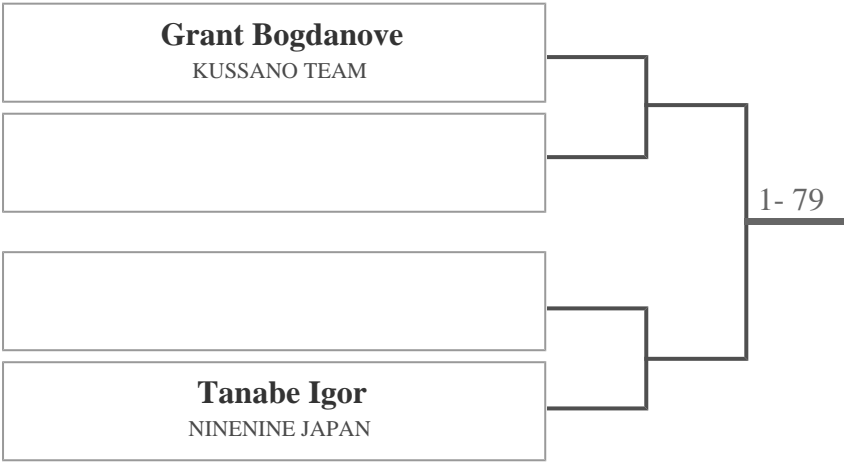 Grant Bogdanove
KUSSANO TEAM
1- 79
Tanabe Igor
NINENINE JAPAN